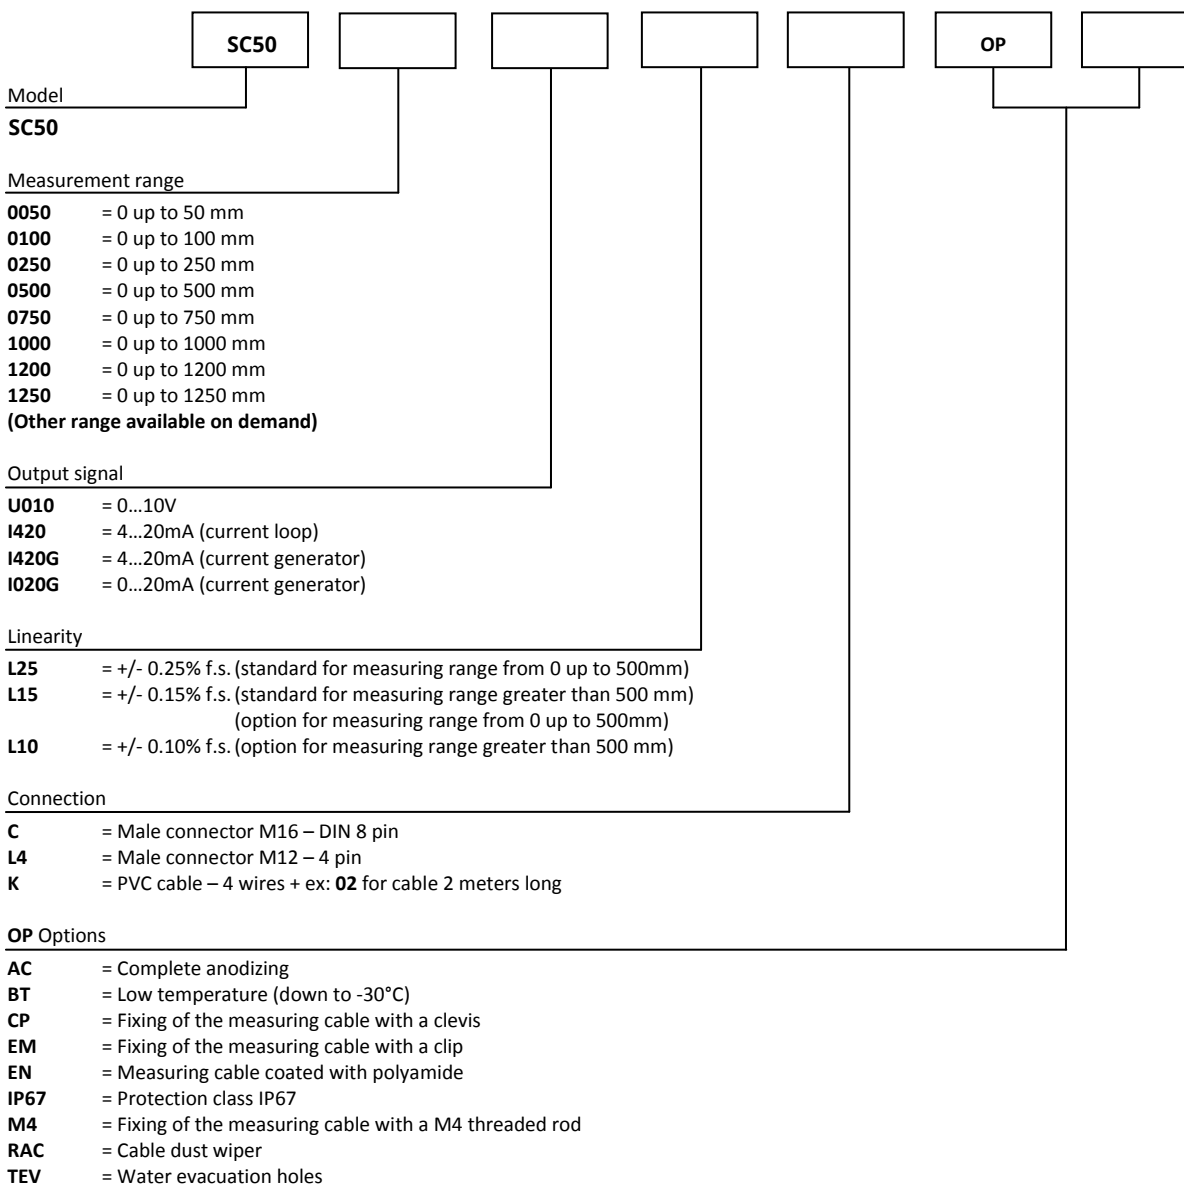 SC50 OP
Model
SC50
Measurement range
0050 = 0 up to 50 mm
0100 = 0 up to 100 mm
0250 = 0 up to 250 mm
0500 = 0 up to 500 mm
0750 = 0 up to 750 mm
1000 = 0 up to 1000 mm
1200 = 0 up to 1200 mm
1250 = 0 up to 1250 mm
(Other range available on demand)
Output signal
U010 = 0...10V
I420 = 4...20mA (current loop)
I420G = 4...20mA (current generator)
I020G = 0...20mA (current generator)
Linearity
L25 = +/- 0.25% f.s. (standard for measuring range from 0 up to 500mm)
L15 = +/- 0.15% f.s. (standard for measuring range greater than 500 mm)
(option for measuring range from 0 up to 500mm)
L10 = +/- 0.10% f.s. (option for measuring range greater than 500 mm)
Connection
C = Male connector M16 – DIN 8 pin
L4 = Male connector M12 – 4 pin
K = PVC cable – 4 wires + ex: 02 for cable 2 meters long
OP Options
AC = Complete anodizing
BT = Low temperature (down to -30°C)
CP = Fixing of the measuring cable with a clevis
EM = Fixing of the measuring cable with a clip
EN = Measuring cable coated with polyamide
IP67 = Protection class IP67
M4 = Fixing of the measuring cable with a M4 threaded rod
RAC = Cable dust wiper
TEV = Water evacuation holes